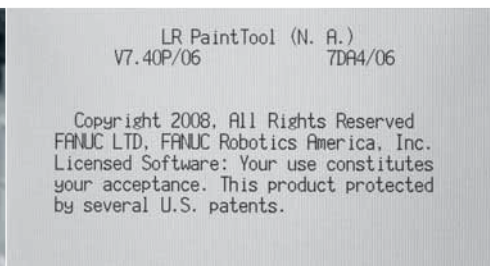 LR PaintTool (N. A.)
V7.40P/06 7DA4/06
Copyright 2008, All Rights Reserved
FANUC LTD, FANUC Robotics America, Inc.
Licensed Software: Your use constitutes
your acceptance. This product protected
by several U.S. patents.